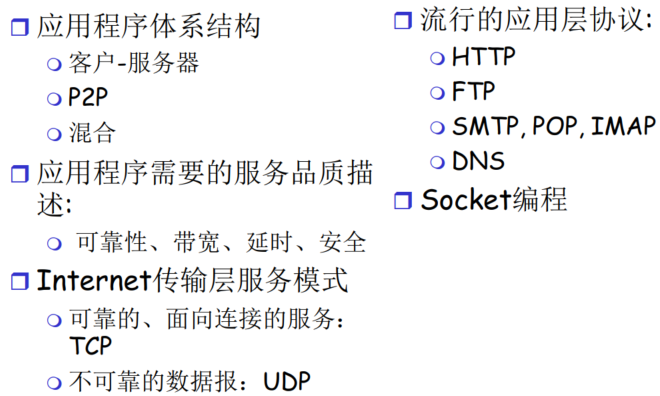 应用程序体系结构
客户-服务器
P2P
混合
应用程序需要的服务品质描
述:
可靠性、带宽、延时、安全
Internet传输层服务模式
可靠的、面向连接的服务：
TCP
不可靠的数据报：UDP
流行的应用层协议:
HTTP
FTP
SMTP, POP, IMAP
DNS
Socket编程